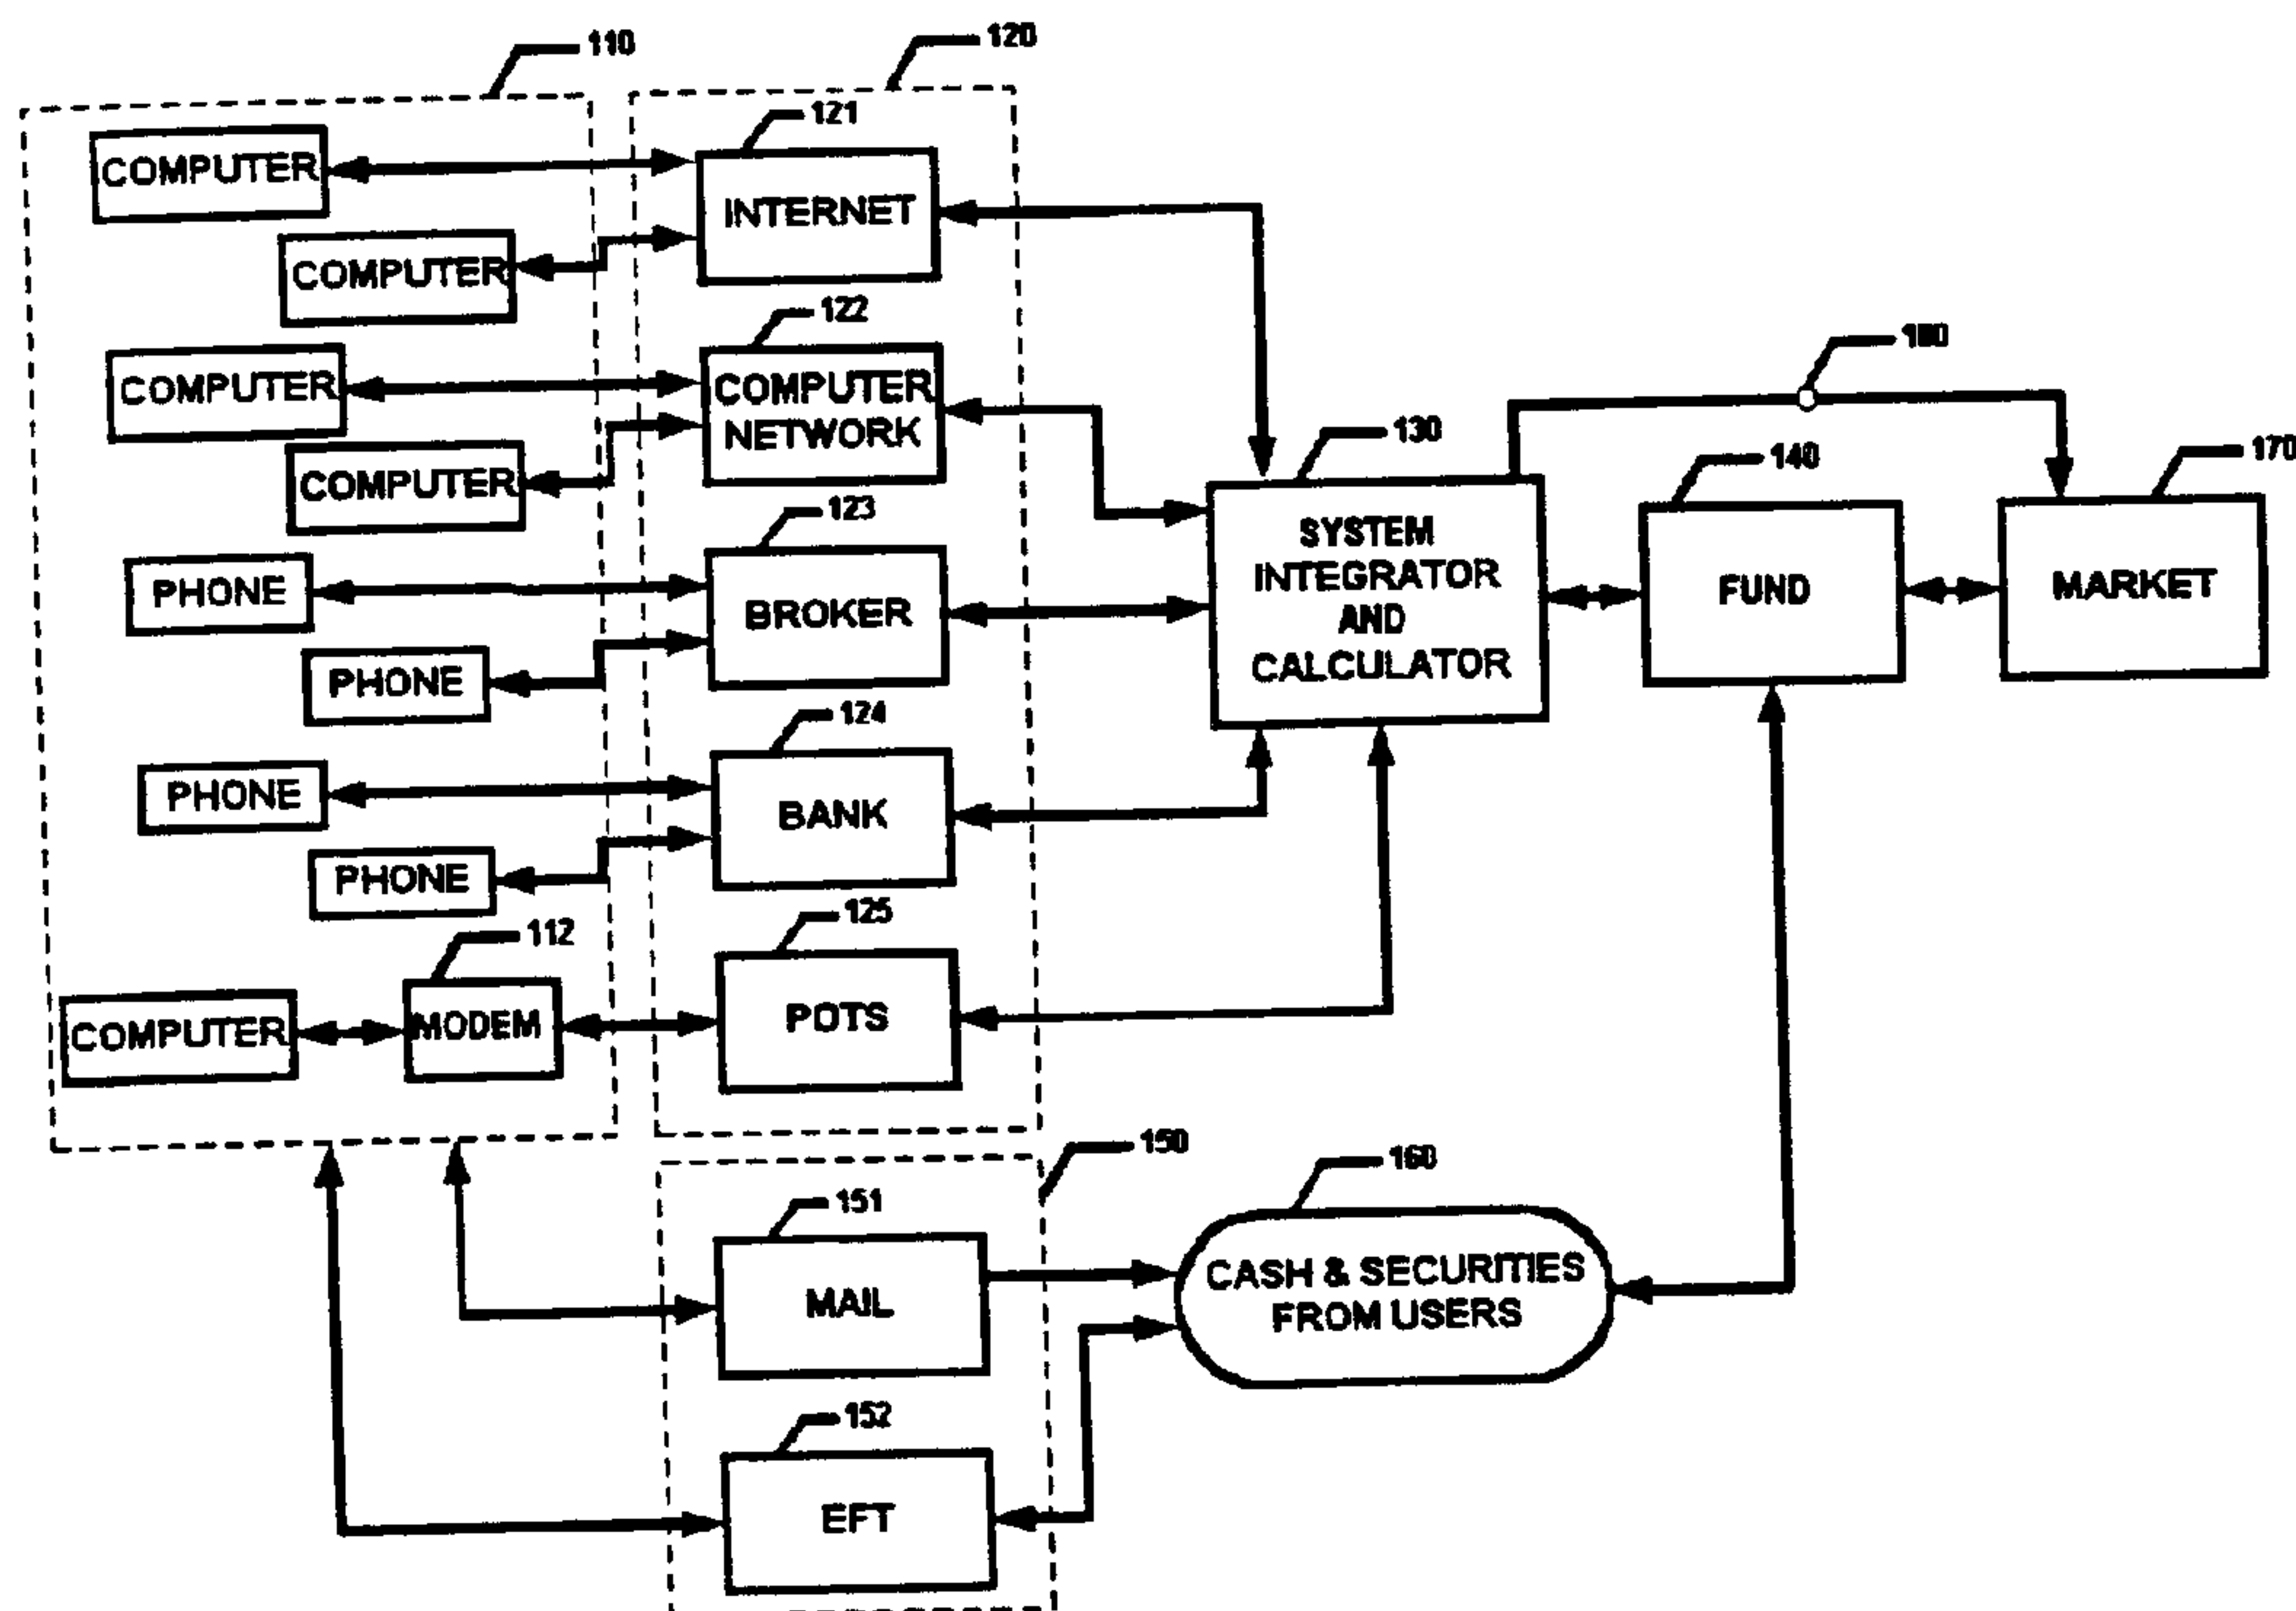 110
120
COMPUTER
121
INTERNET
COMPUTER
122
COMPUTER
COMPUTER
NETWORK
COMPUTER
123
PHONE
BROKER
PHONE
124
PHONE
BANK
PHONE
125
112
COMPUTER
MODEM
POTS
130
SYSTEM
INTEGRATOR
AND
CALCULATOR
140
FUND
170
MARKET
150
151
MAIL
152
EFT
160
CASH & SECURITIES
FROM USERS